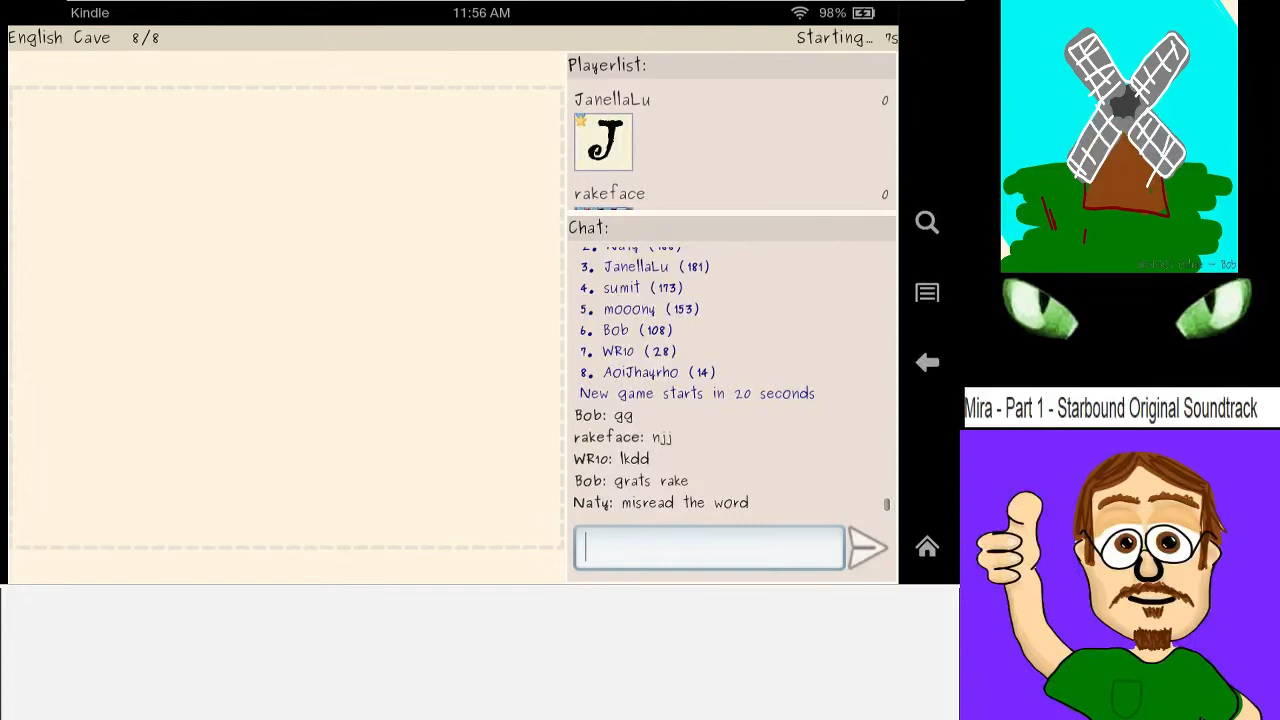 Kindle 11:56 AM 98%
English Cave 8/8 Starting... 7s
Playerlist:
JanellaLu 0
J
rakeface 0
Chat:
3. JanellaLu (181)
4. sumit (173)
5. mooony (153)
6. Bob (108)
7. WR10 (28)
8. AoiJhayrho (14)
New game starts in 20 seconds
Bob: gg
rakeface: njj
WR10: lkdd
Bob: grats rake
Naty: misread the word
— Bob
Mira - Part 1 - Starbound Original Soundtrack